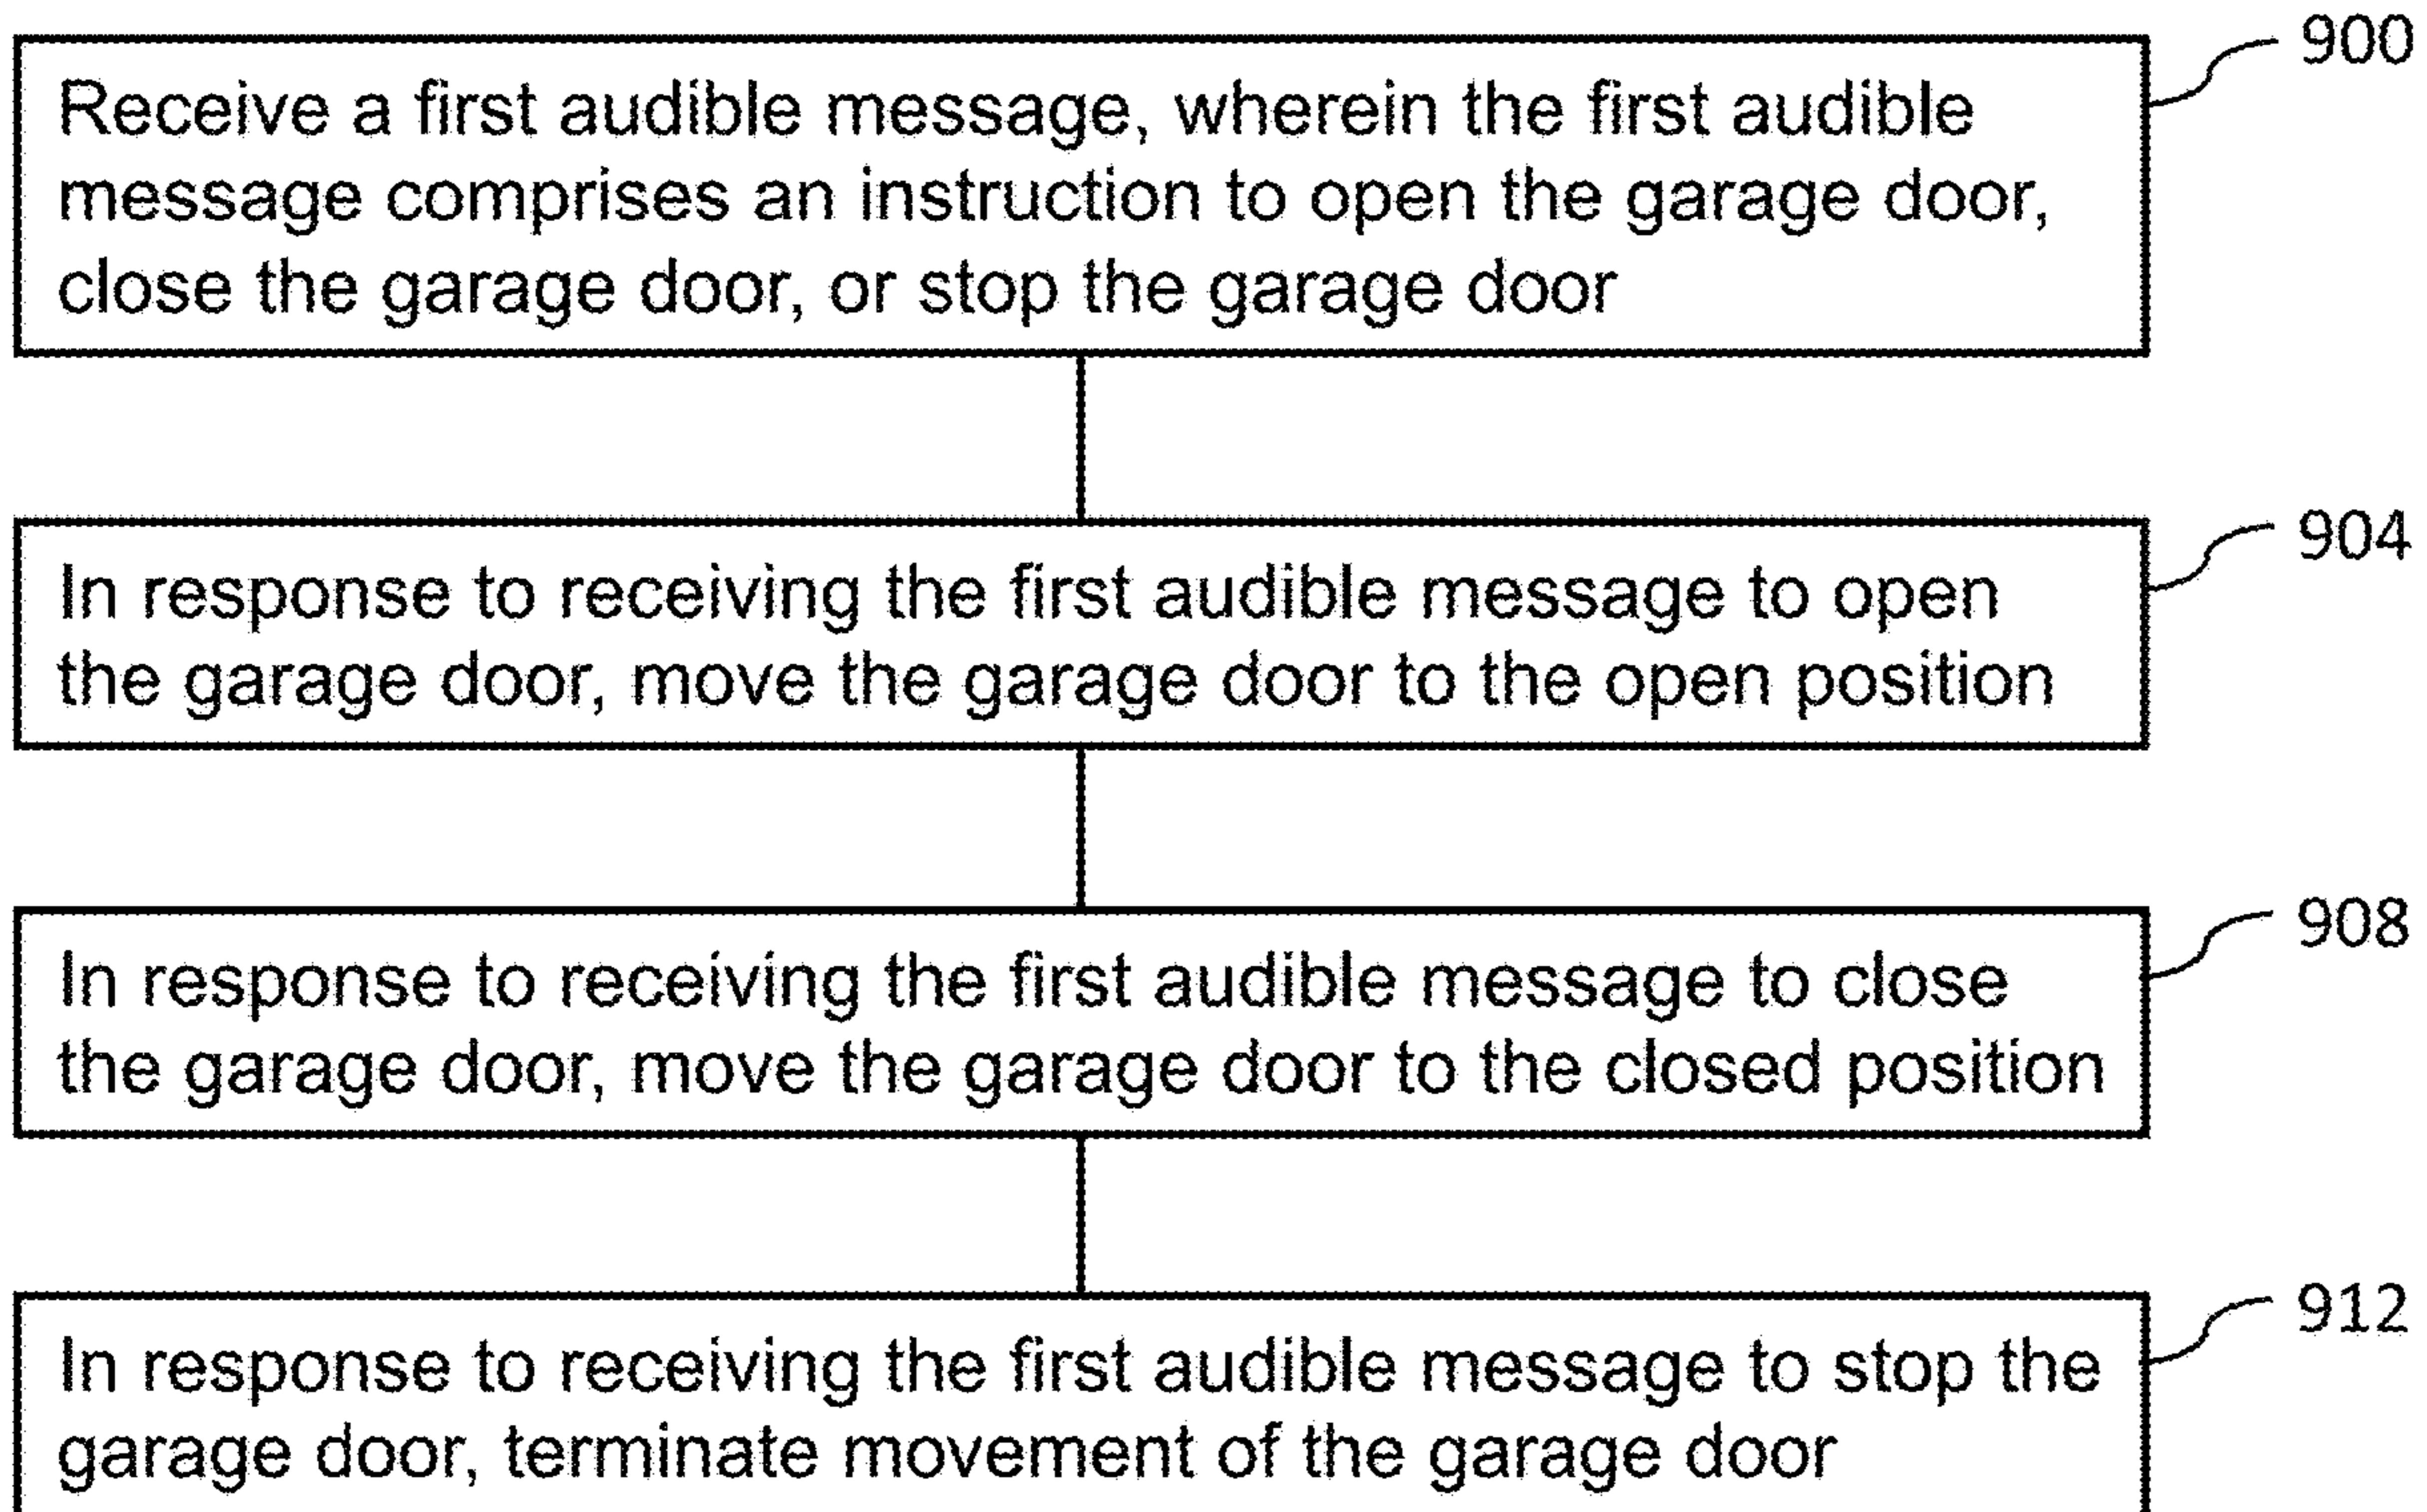 900
Receive a first audible message, wherein the first audible
message comprises an instruction to open the garage door,
close the garage door, or stop the garage door
904
In response to receiving the first audible message to open
the garage door, move the garage door to the open position
908
In response to receiving the first audible message to close
the garage door, move the garage door to the closed position
912
In response to receiving the first audible message to stop the
garage door, terminate movement of the garage door